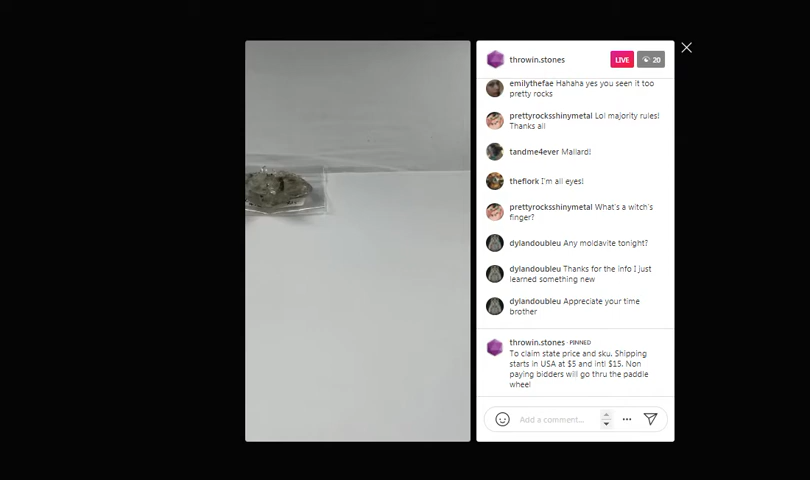 throwin.stones
LIVE
20
emilythefae Hahaha yes you seen it too
pretty rocks
prettyrocksshinymetal Lol majority rules!
Thanks all
tandme4ever Mallard!
theflork I'm all eyes!
prettyrocksshinymetal What's a witch's
finger?
dylandoubleu Any moldavite tonight?
dylandoubleu Thanks for the info I just
learned something new
dylandoubleu Appreciate your time
brother
throwin.stones · PINNED
To claim state price and sku. Shipping
starts in USA at $5 and intl $15. Non
paying bidders will go thru the paddle
wheel
Add a comment...